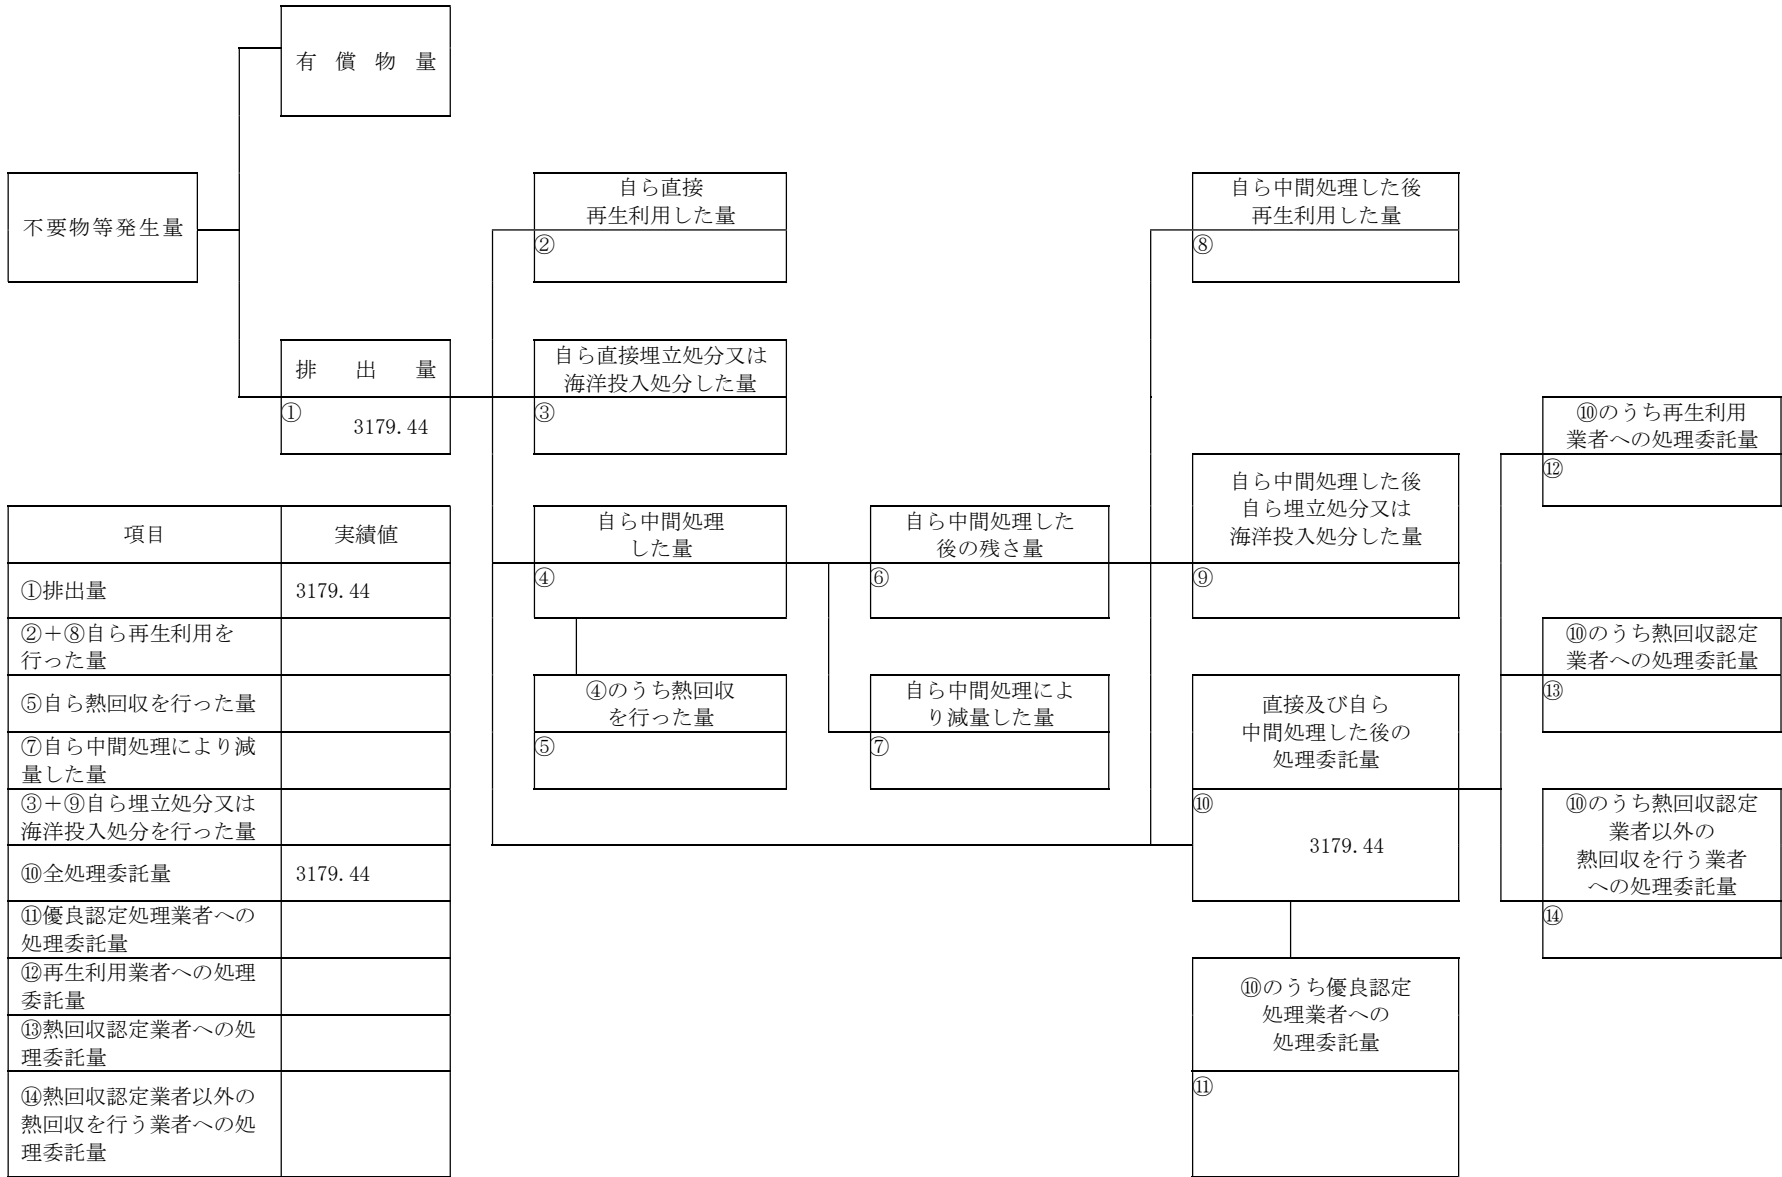 有償物量
不要物等発生量
自ら直接
再生利用した量
②
自ら中間処理した後
再生利用した量
⑧
排出量
①
3179.44
自ら直接埋立処分又は
海洋投入処分した量
③
⑩のうち再生利用
業者への処理委託量
⑫
自ら中間処理した後
自ら埋立処分又は
海洋投入処分した量
⑨
自ら中間処理
した量
④
自ら中間処理した
後の残さ量
⑥
⑩のうち熱回収認定
業者への処理委託量
⑬
④のうち熱回収
を行った量
⑤
自ら中間処理によ
り減量した量
⑦
直接及び自ら
中間処理した後の
処理委託量
⑩
3179.44
⑩のうち熱回収認定
業者以外の
熱回収を行う業者
への処理委託量
⑭
⑩のうち優良認定
処理業者への
処理委託量
⑪
項目 実績値
①排出量 3179.44
②＋⑧自ら再生利用を
行った量
⑤自ら熱回収を行った量
⑦自ら中間処理により減
量した量
③＋⑨自ら埋立処分又は
海洋投入処分を行った量
⑩全処理委託量 3179.44
⑪優良認定処理業者への
処理委託量
⑫再生利用業者への処理
委託量
⑬熱回収認定業者への処
理委託量
⑭熱回収認定業者以外の
熱回収を行う業者への処
理委託量